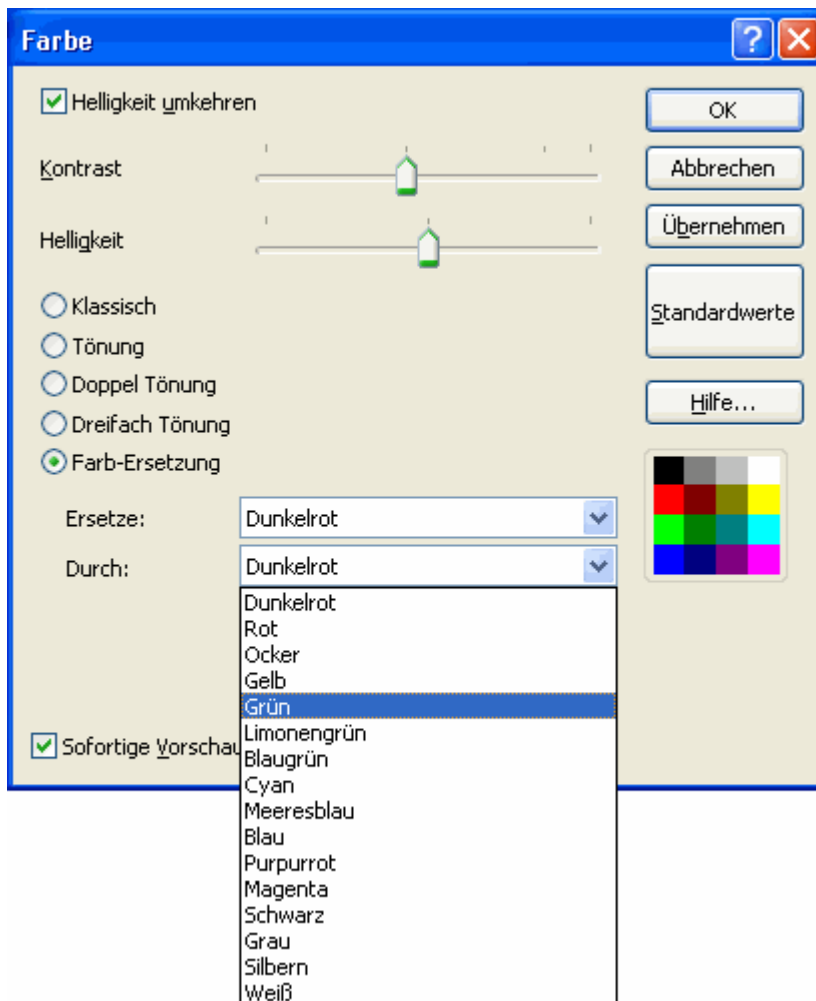 Farbe
Helligkeit umkehren
OK
Kontrast
Abbrechen
Übernehmen
Helligkeit
Klassisch
Standardwerte
Tönung
Doppel Tönung
Hilfe...
Dreifach Tönung
Farb-Ersetzung
Ersetze:
Dunkelrot
Durch:
Dunkelrot
Dunkelrot
Rot
Ocker
Gelb
Grün
Limonengrün
Sofortige Vorschau
Blaugrün
Cyan
Meeresblau
Blau
Purpurrot
Magenta
Schwarz
Grau
Silbern
Weiß